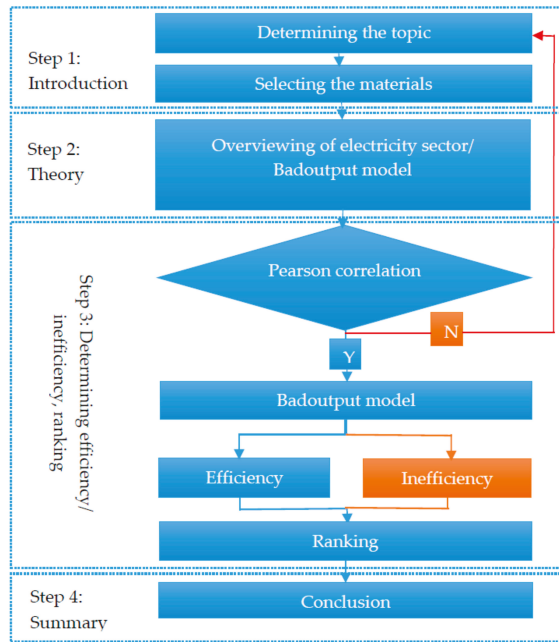 Step 1:
Introduction
Determining the topic
Selecting the materials
Step 2:
Theory
Overviewing of electricity sector/
Badoutput model
Step 3: Determining efficiency/
inefficiency, ranking
Pearson correlation
N
Y
Badoutput model
Efficiency
Inefficiency
Ranking
Step 4:
Summary
Conclusion